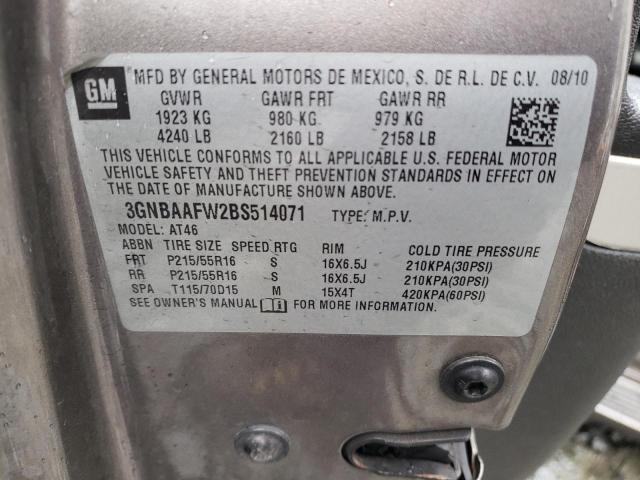 GM
MFD BY GENERAL MOTORS DE MEXICO, S. DE R.L. DE C.V. 08/10
GVWR GAWR FRT GAWR RR
1923 KG 980 KG 979 KG
4240 LB 2160 LB 2158 LB
THIS VEHICLE CONFORMS TO ALL APPLICABLE U.S. FEDERAL MOTOR
VEHICLE SAFETY AND THEFT PREVENTION STANDARDS IN EFFECT ON
THE DATE OF MANUFACTURE SHOWN ABOVE.
3GNBAAFW2BS514071 TYPE: M.P.V.
MODEL: AT46
ABBN TIRE SIZE SPEED RTG RIM COLD TIRE PRESSURE
FRT P215/55R16 S 16X6.5J 210KPA(30PSI)
RR P215/55R16 S 16X6.5J 210KPA(30PSI)
SPA T115/70D15 M 15X4T 420KPA(60PSI)
SEE OWNER'S MANUAL FOR MORE INFORMATION